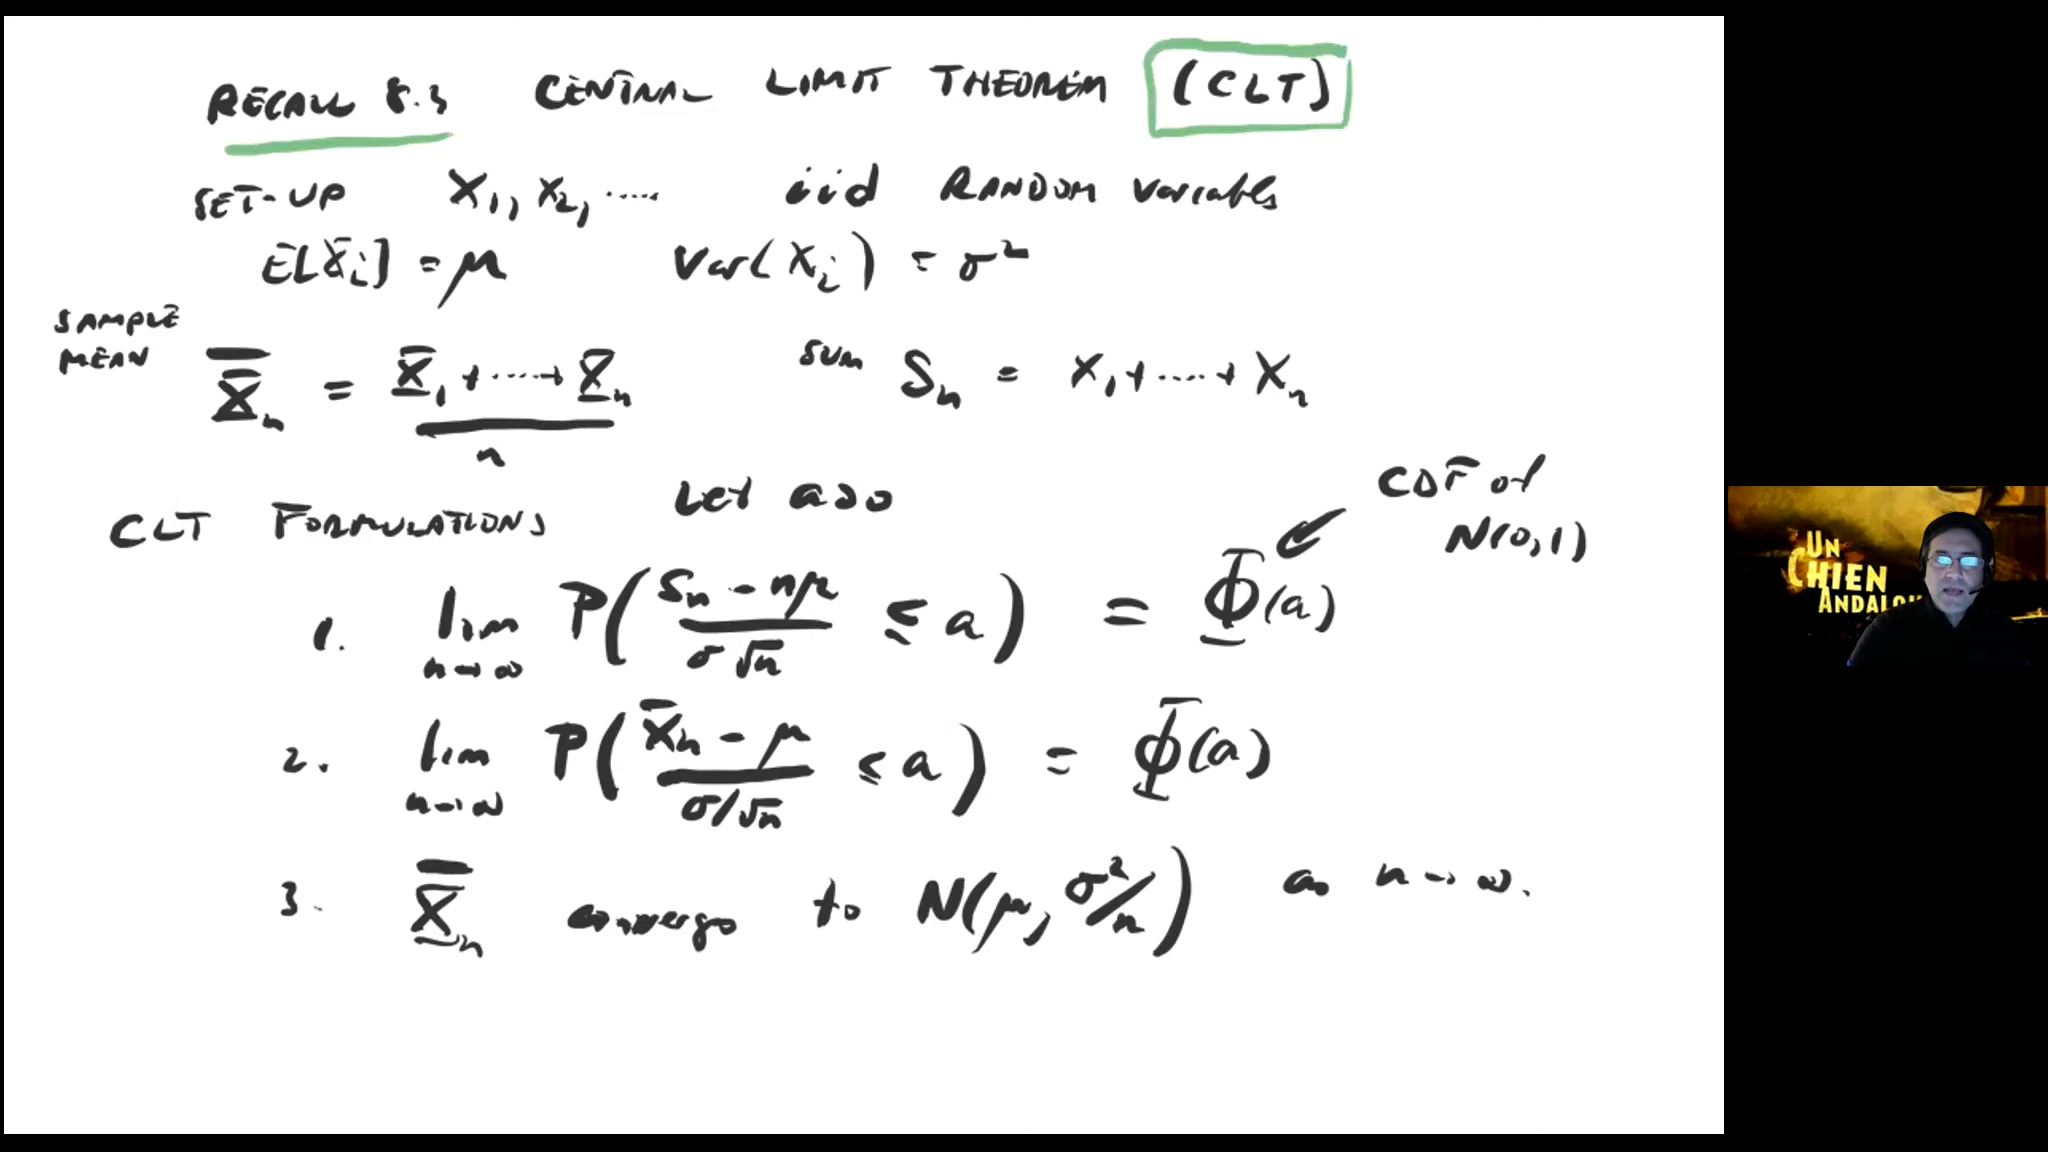 RECALL 8.3 CENTRAL LIMIT THEOREM (CLT)
SET-UP X₁, X₂, ..... iid RANDOM variables
E[Xᵢ] = μ Var(Xᵢ) = σ²
SAMPLE MEAN X̄ₙ = (X₁ + ..... + Xₙ) / n SUM Sₙ = X₁ + ..... + Xₙ
CLT FORMULATIONS Let a>0 CDF of N(0,1)
1. lim n→∞ P( (Sₙ - nμ) / (σ√n) ≤ a ) = Φ(a)
2. lim n→∞ P( (X̄ₙ - μ) / (σ/√n) ≤ a ) = Φ(a)
3. X̄ₙ converges to N(μ, σ²/n) as n→∞.
UN
CHIEN